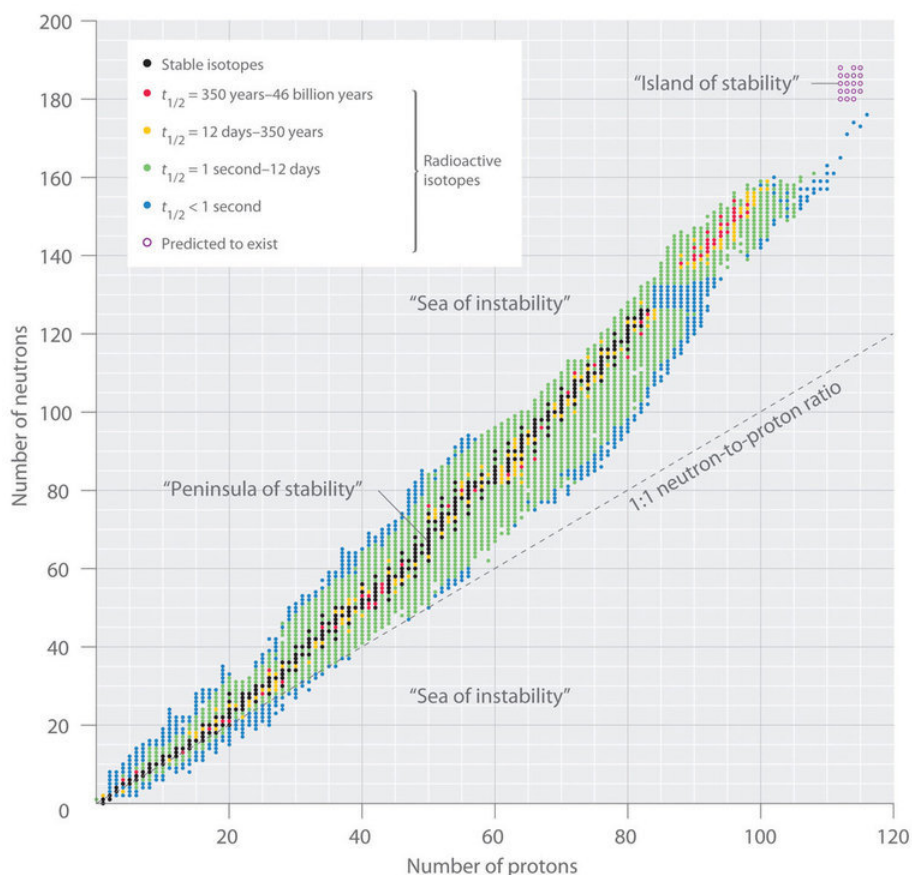 200
180
160
140
120
100
80
60
40
20
0
Number of neutrons
Stable isotopes
t1/2 = 350 years–46 billion years
t1/2 = 12 days–350 years
t1/2 = 1 second–12 days
t1/2 < 1 second
Predicted to exist
Radioactive
isotopes
“Island of stability”
“Sea of instability”
“Peninsula of stability”
1:1 neutron-to-proton ratio
“Sea of instability”
20
40
60
80
100
120
Number of protons